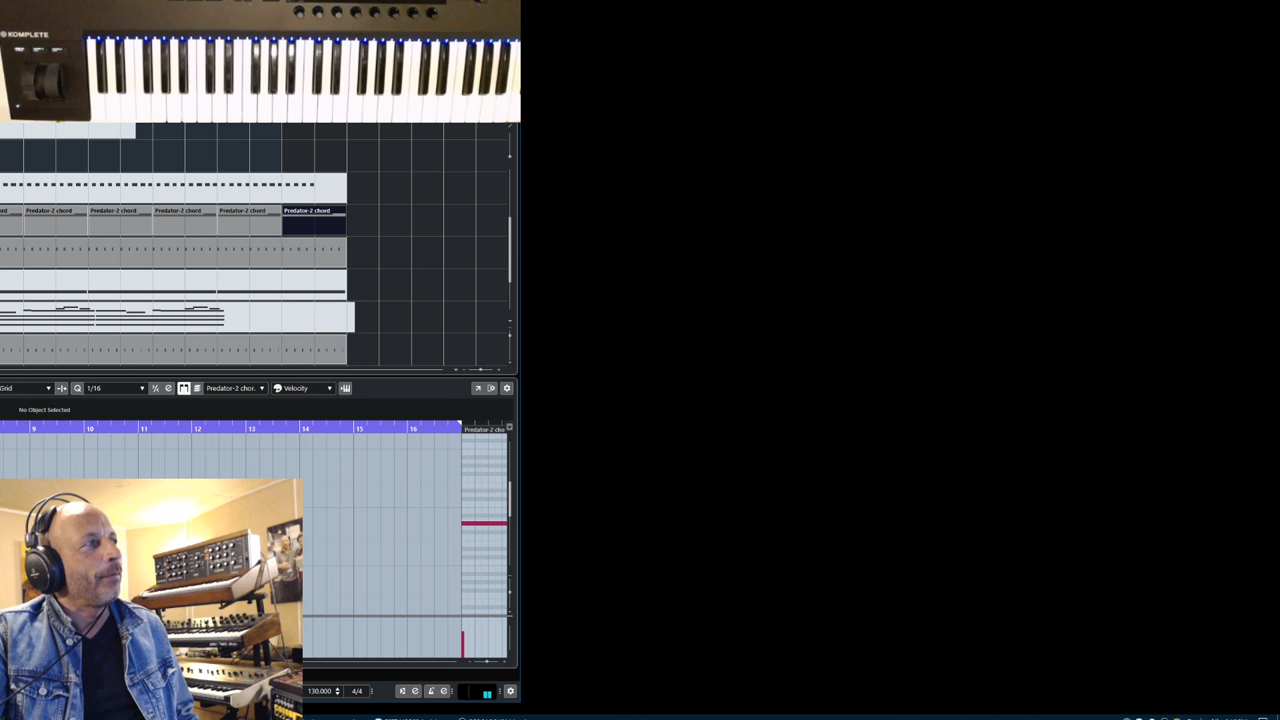 KOMPLETE
Predator-2 chord Predator-2 chord Predator-2 chord Predator-2 chord Predator-2 chord
Grid 1/16 Predator-2 chor. Velocity
No Object Selected
9 10 11 12 13 14 15 16
Predator-2 cho
130.000 4/4